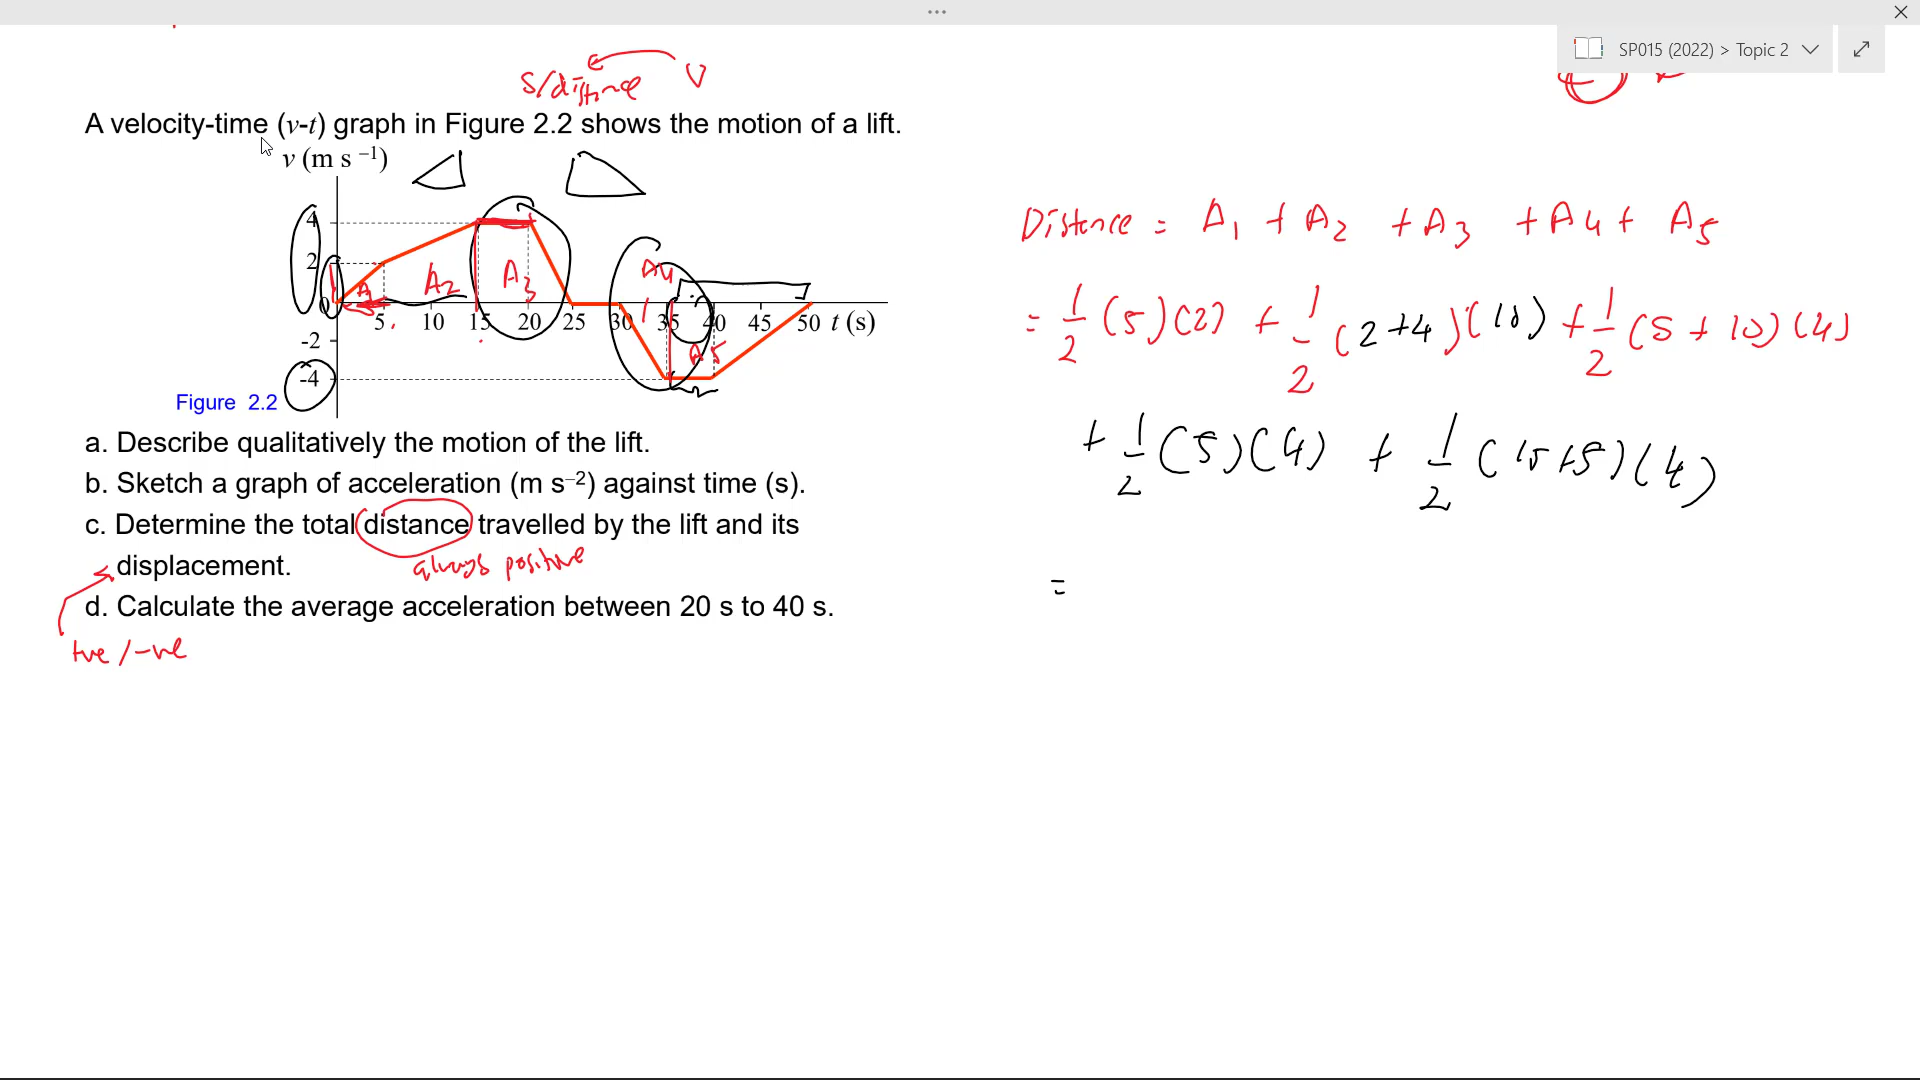 SP015 (2022) > Topic 2
S/distance V
A velocity-time (v-t) graph in Figure 2.2 shows the motion of a lift.
v (m s⁻¹)
4
2
0
-2
-4
A₁ A₂ A₃ A4 A5
5 10 15 20 25 30 35 40 45 50 t (s)
Figure 2.2
a. Describe qualitatively the motion of the lift.
b. Sketch a graph of acceleration (m s⁻²) against time (s).
c. Determine the total distance travelled by the lift and its
displacement.
always positive
d. Calculate the average acceleration between 20 s to 40 s.
+ve / -ve
Distance = A₁ + A₂ + A₃ + A4 + A5
= 1/2 (5)(2) + 1/2 (2+4)(10) + 1/2 (5 + 10)(4)
+ 1/2 (5)(4) + 1/2 (15+5)(4)
=